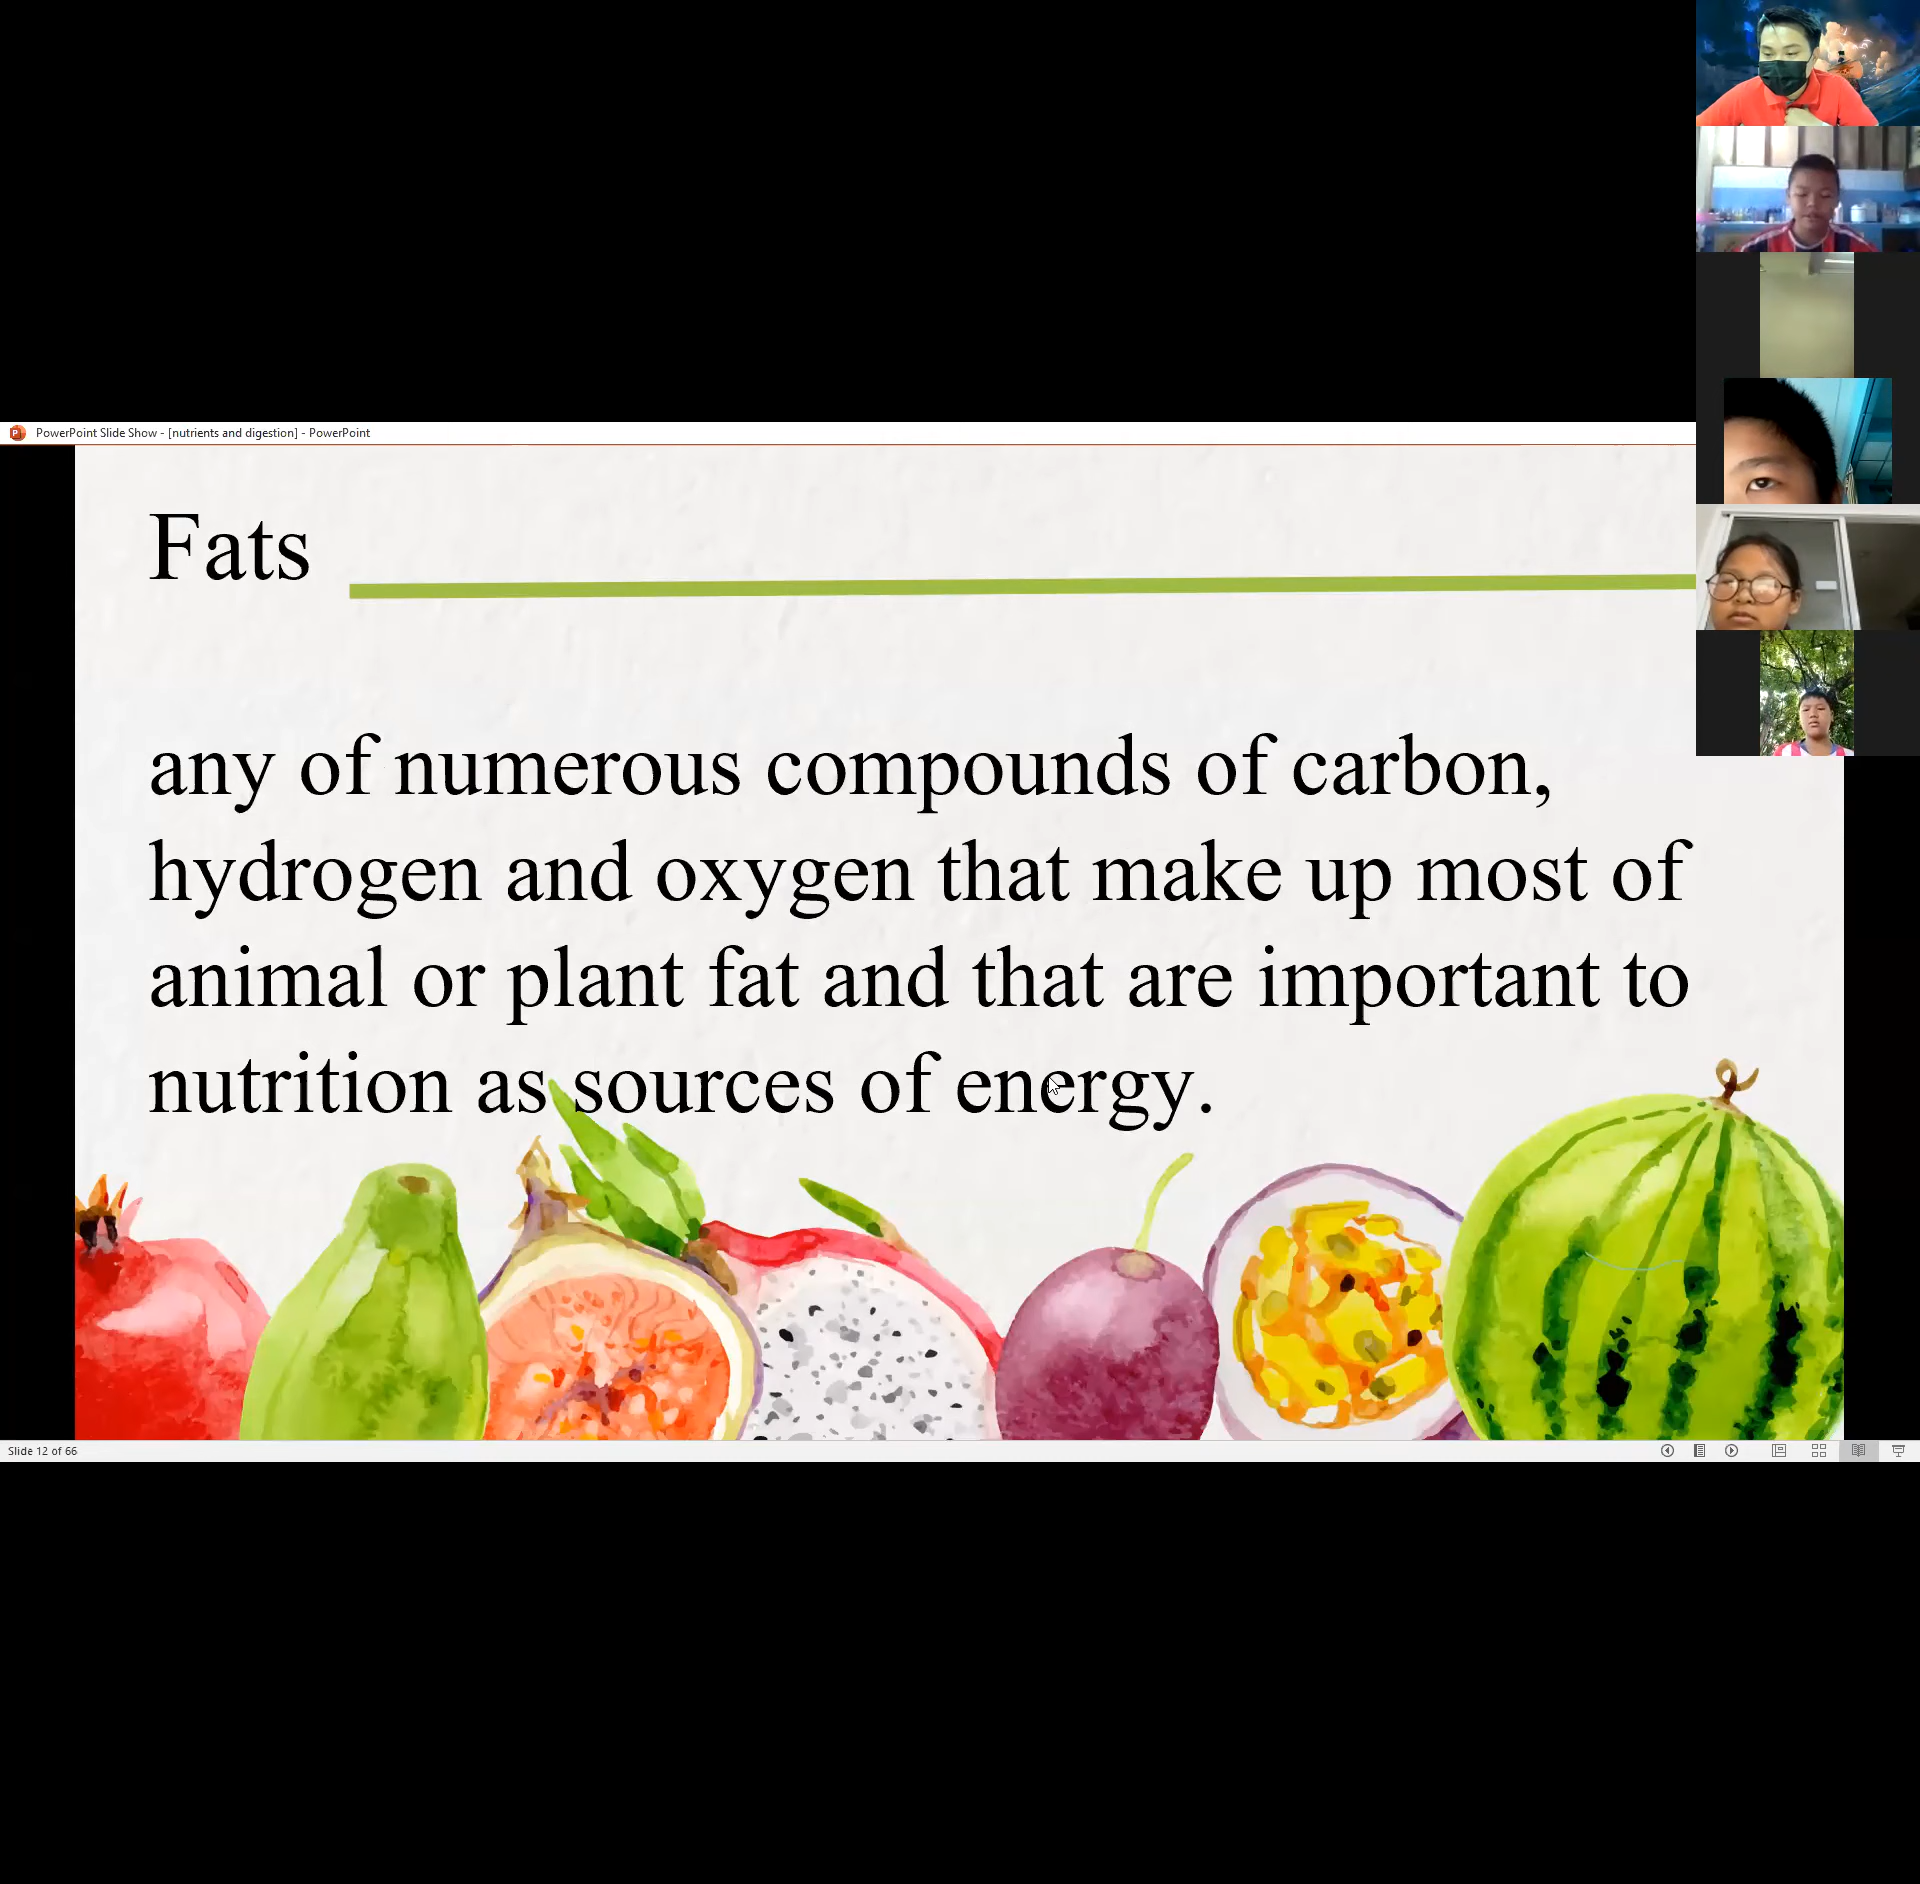 PowerPoint Slide Show - [nutrients and digestion] - PowerPoint
Fats
any of numerous compounds of carbon,
hydrogen and oxygen that make up most of
animal or plant fat and that are important to
nutrition as sources of energy.
Slide 12 of 66